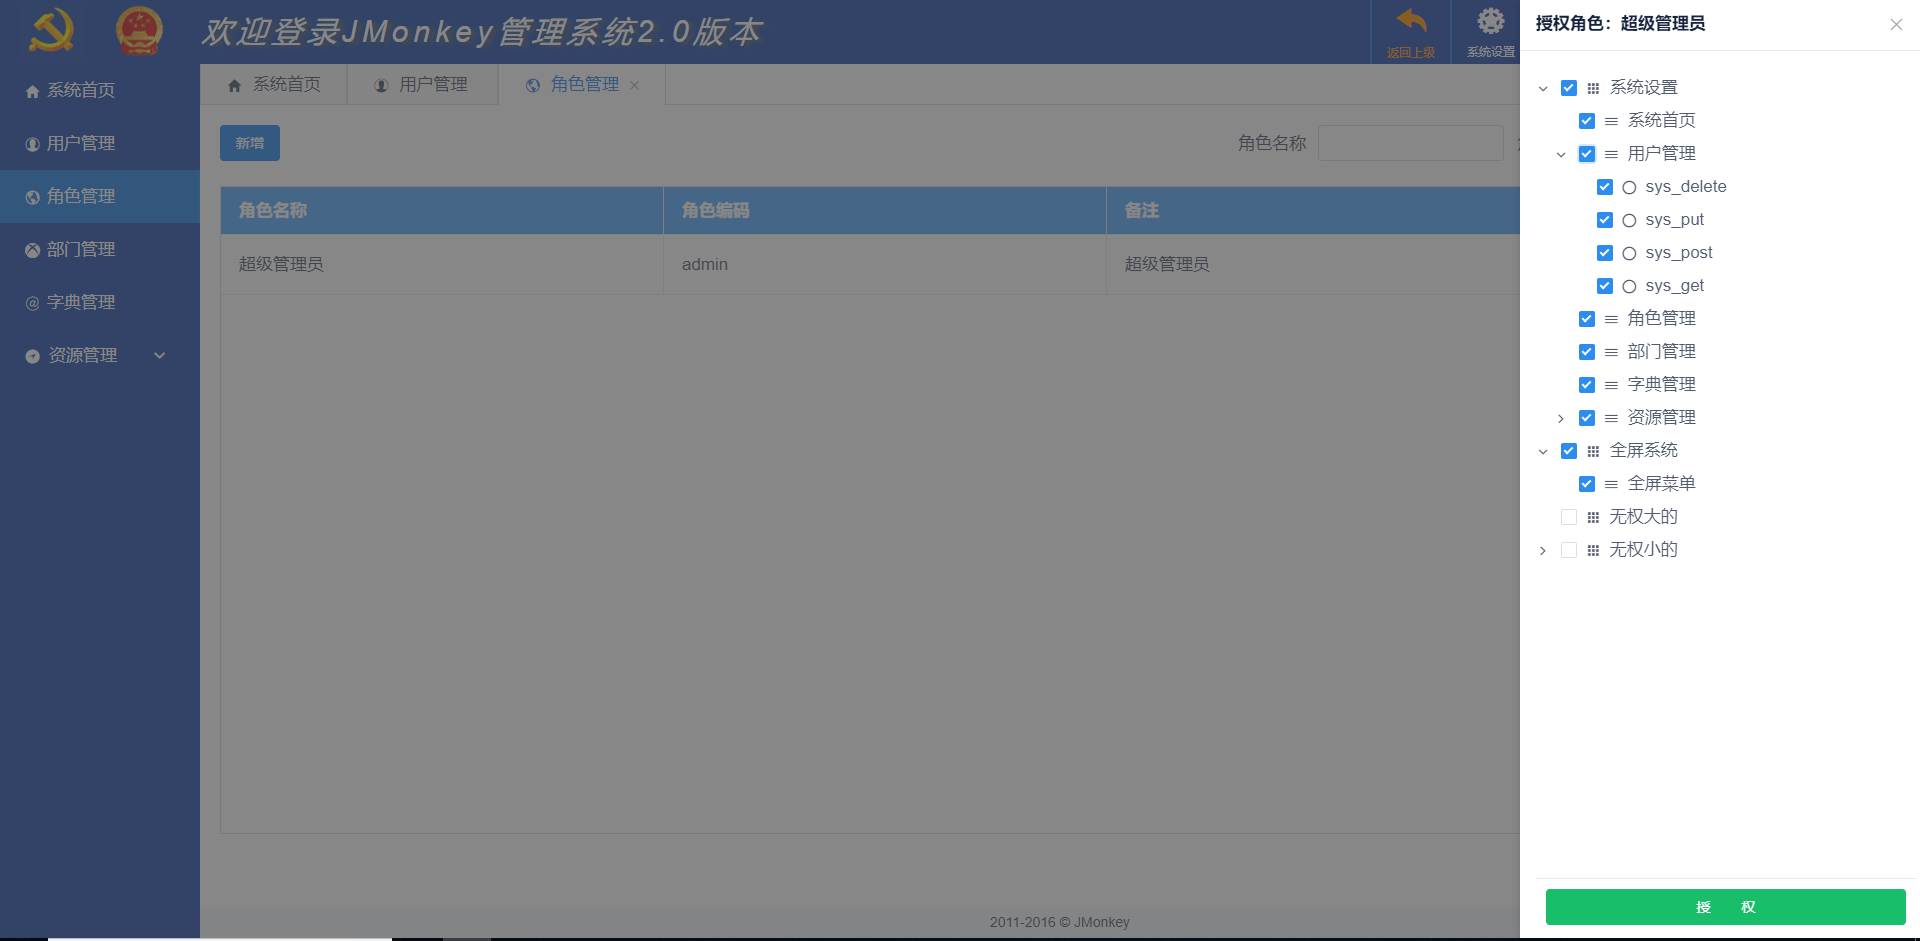 欢迎登录JMonkey管理系统2.0版本
返回上级
系统设置
系统首页
用户管理
角色管理
部门管理
字典管理
资源管理
系统首页
用户管理
角色管理
新增
角色名称
角色名称
角色编码
备注
超级管理员
admin
超级管理员
2011-2016 © JMonkey
授权角色：超级管理员
系统设置
系统首页
用户管理
sys_delete
sys_put
sys_post
sys_get
角色管理
部门管理
字典管理
资源管理
全屏系统
全屏菜单
无权大的
无权小的
授 权